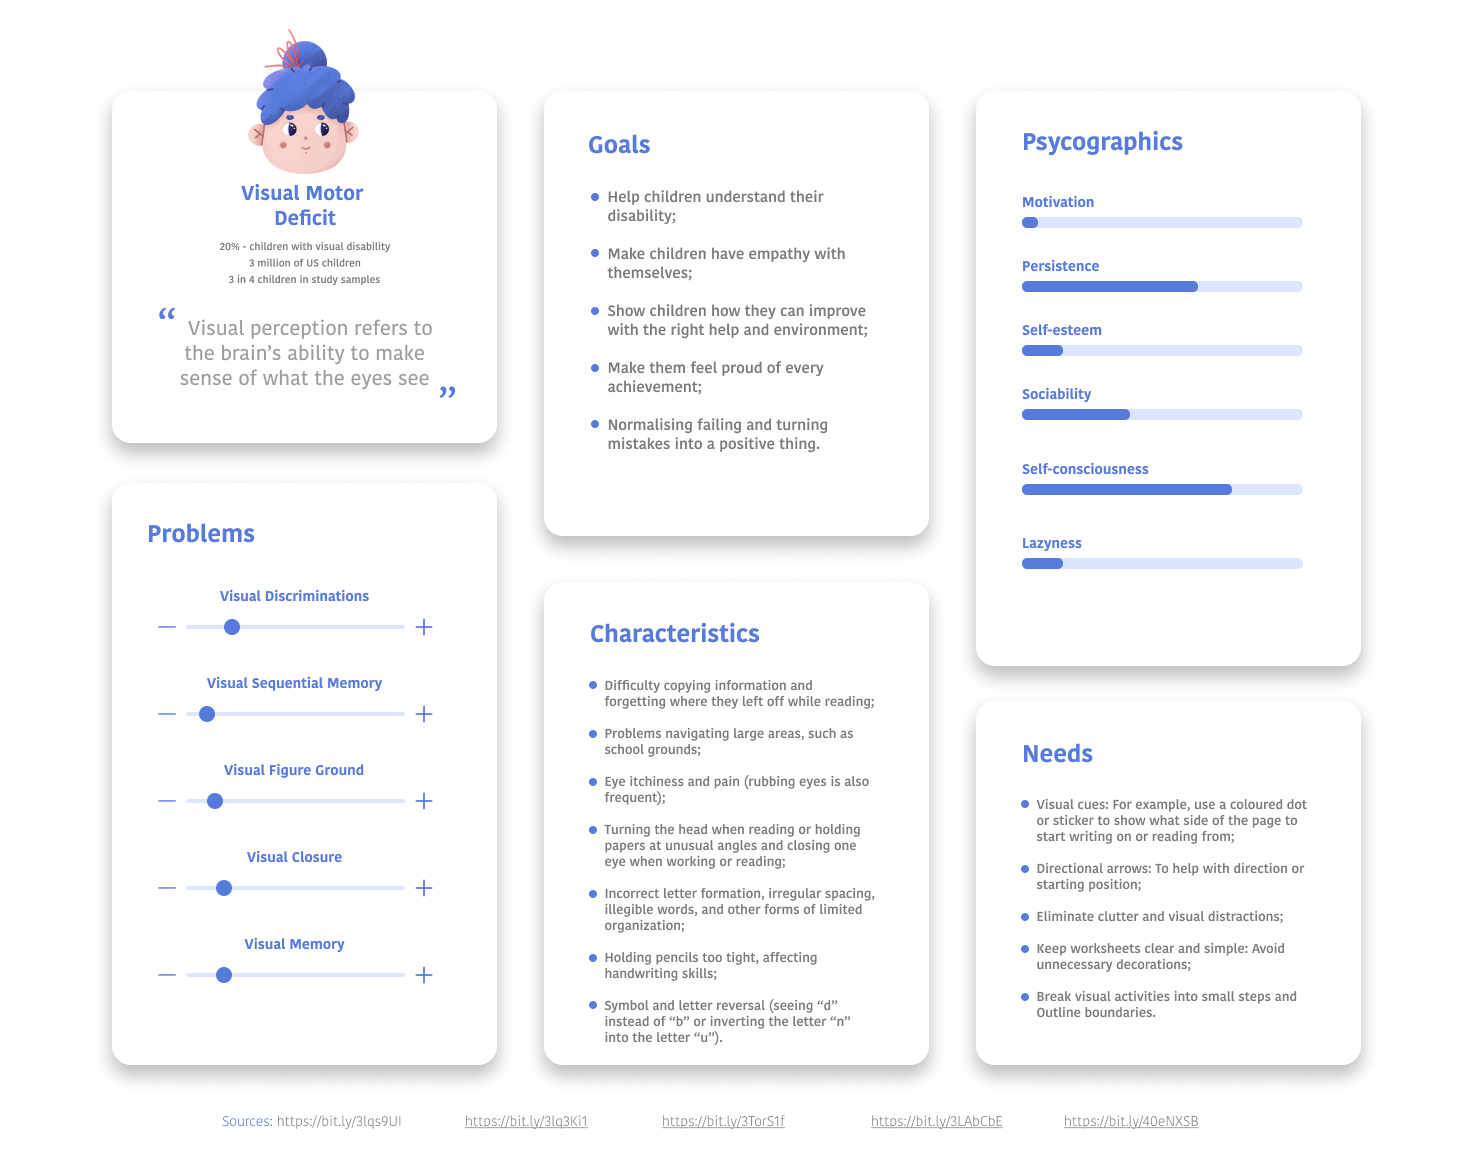 Visual Motor
Deficit
20% - children with visual disability
3 million of US children
3 in 4 children in study samples
“ Visual perception refers to
the brain’s ability to make
sense of what the eyes see ”
Problems
Visual Discriminations
Visual Sequential Memory
Visual Figure Ground
Visual Closure
Visual Memory
Goals
Help children understand their
disability;
Make children have empathy with
themselves;
Show children how they can improve
with the right help and environment;
Make them feel proud of every
achievement;
Normalising failing and turning
mistakes into a positive thing.
Characteristics
Difficulty copying information and
forgetting where they left off while reading;
Problems navigating large areas, such as
school grounds;
Eye itchiness and pain (rubbing eyes is also
frequent);
Turning the head when reading or holding
papers at unusual angles and closing one
eye when working or reading;
Incorrect letter formation, irregular spacing,
illegible words, and other forms of limited
organization;
Holding pencils too tight, affecting
handwriting skills;
Symbol and letter reversal (seeing “d”
instead of “b” or inverting the letter “n”
into the letter “u”).
Psycographics
Motivation
Persistence
Self-esteem
Sociability
Self-consciousness
Lazyness
Needs
Visual cues: For example, use a coloured dot
or sticker to show what side of the page to
start writing on or reading from;
Directional arrows: To help with direction or
starting position;
Eliminate clutter and visual distractions;
Keep worksheets clear and simple: Avoid
unnecessary decorations;
Break visual activities into small steps and
Outline boundaries.
Sources: https://bit.ly/3lqs9UI https://bit.ly/3lq3Ki1 https://bit.ly/3TorS1f https://bit.ly/3LAbCbE https://bit.ly/40eNXSB